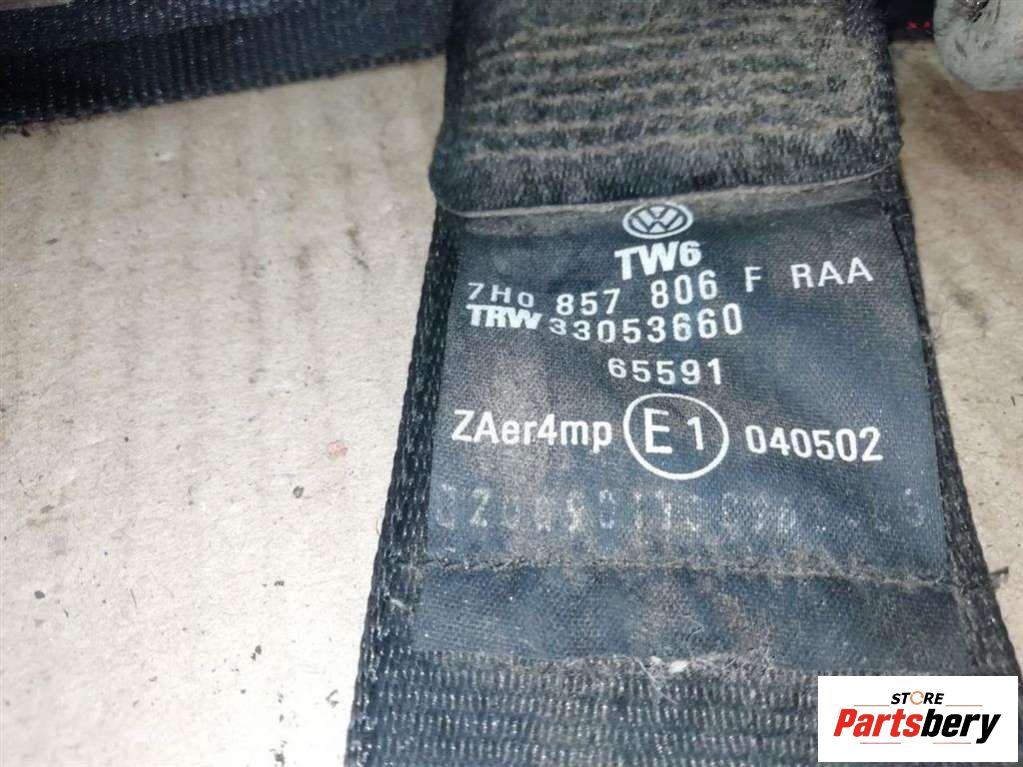 TW6
7H0 857 806 F RAA
TRW 33053660
65591
ZAer4mp E1 040502
STORE
Partsbery